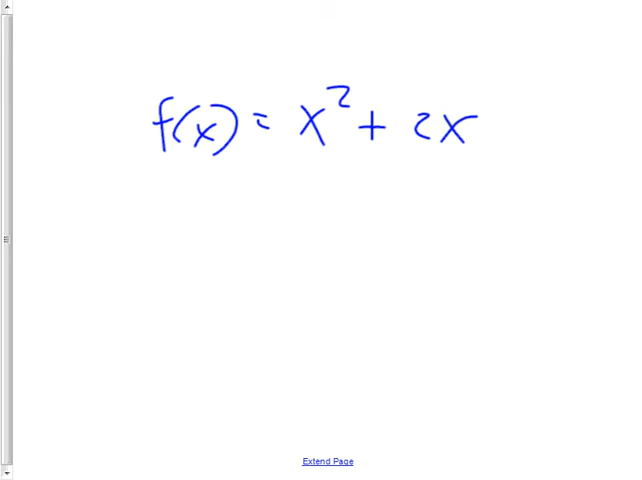 f(x) = x² + 2x
Extend Page